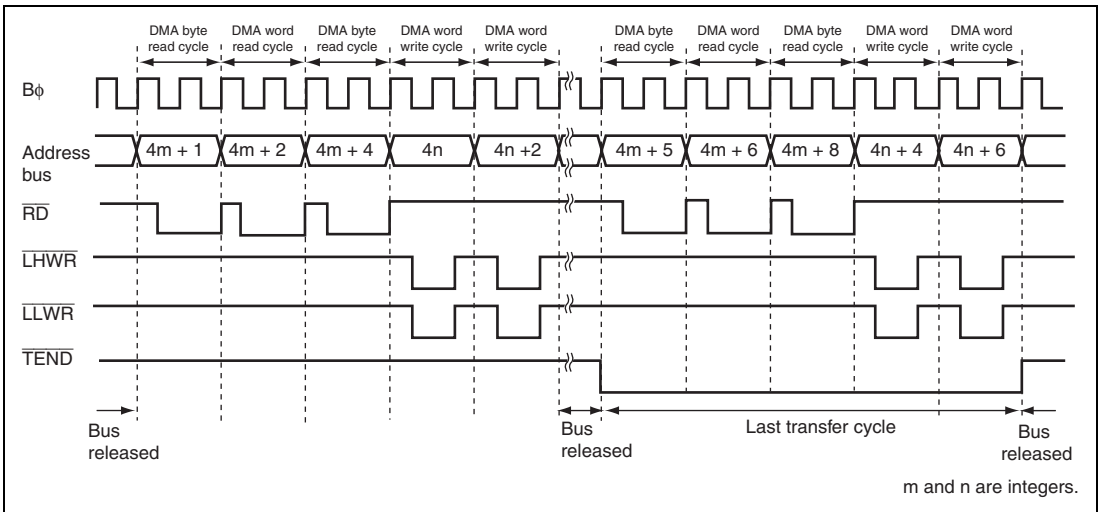 DMA byte read cycle
DMA word read cycle
DMA byte read cycle
DMA word write cycle
DMA word write cycle
DMA byte read cycle
DMA word read cycle
DMA byte read cycle
DMA word write cycle
DMA word write cycle
Bφ
Address bus
4m + 1
4m + 2
4m + 4
4n
4n +2
4m + 5
4m + 6
4m + 8
4n + 4
4n + 6
RD
LHWR
LLWR
TEND
Bus released
Bus released
Last transfer cycle
Bus released
m and n are integers.